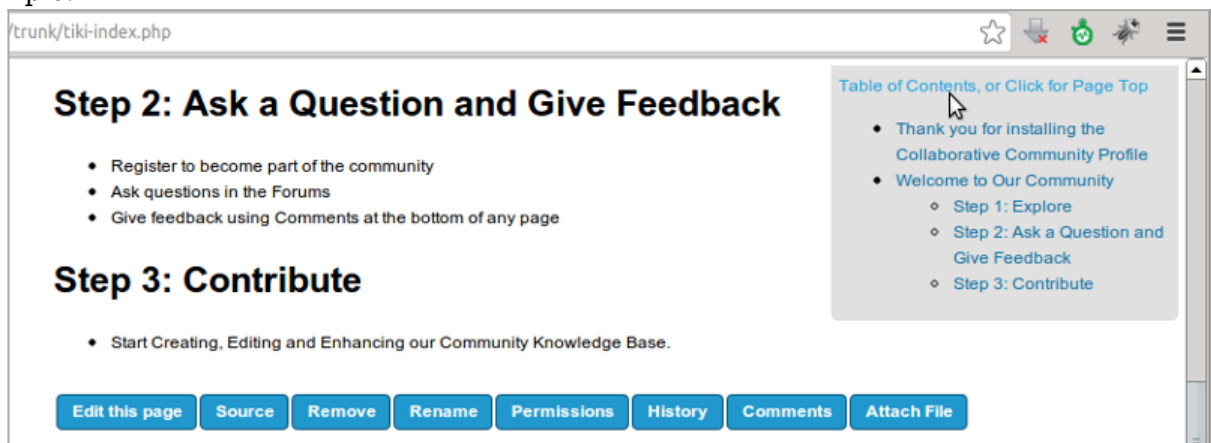 /trunk/tiki-index.php
Step 2: Ask a Question and Give Feedback
Register to become part of the community
Ask questions in the Forums
Give feedback using Comments at the bottom of any page
Step 3: Contribute
Start Creating, Editing and Enhancing our Community Knowledge Base.
Table of Contents, or Click for Page Top
Thank you for installing the
Collaborative Community Profile
Welcome to Our Community
Step 1: Explore
Step 2: Ask a Question and
Give Feedback
Step 3: Contribute
Edit this page Source Remove Rename Permissions History Comments Attach File